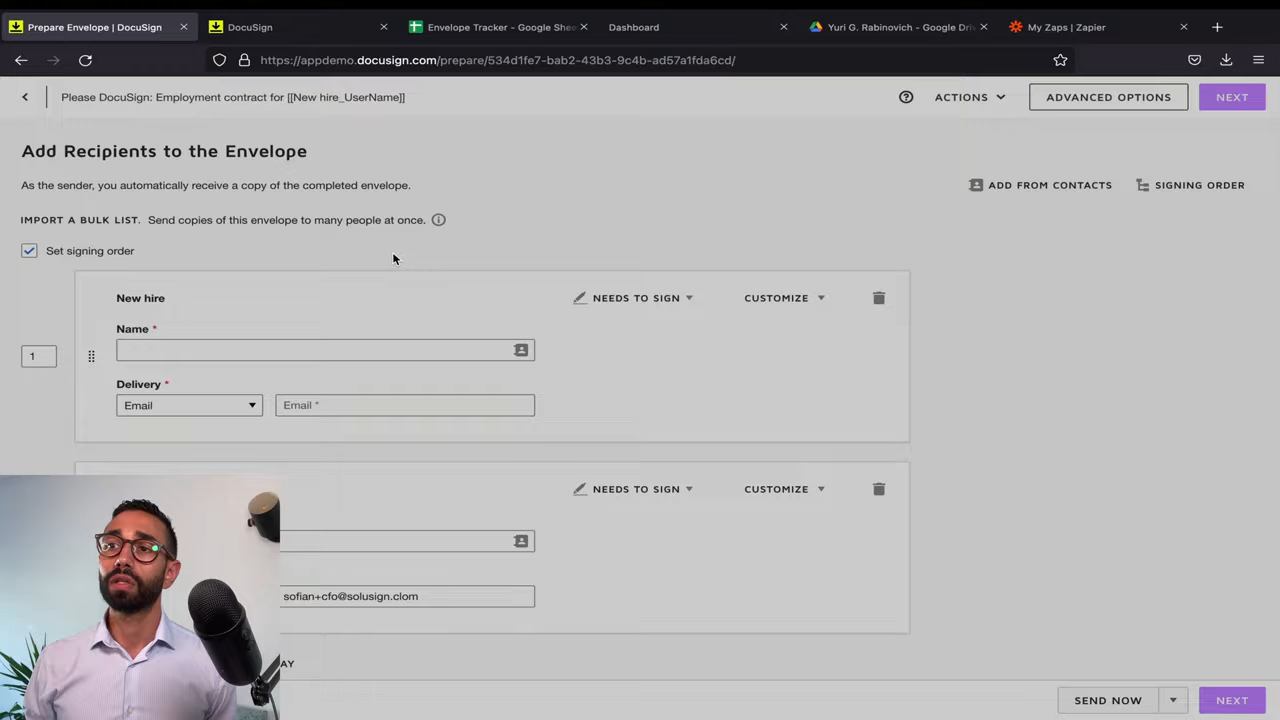 Prepare Envelope | DocuSign
DocuSign
Envelope Tracker - Google Shee
Dashboard
Yuri G. Rabinovich - Google Dri
My Zaps | Zapier
https://appdemo.docusign.com/prepare/534d1fe7-bab2-43b3-9c4b-ad57a1fda6cd/
Please DocuSign: Employment contract for [[New hire_UserName]]
ACTIONS
ADVANCED OPTIONS
NEXT
Add Recipients to the Envelope
As the sender, you automatically receive a copy of the completed envelope.
ADD FROM CONTACTS
SIGNING ORDER
IMPORT A BULK LIST. Send copies of this envelope to many people at once.
Set signing order
New hire
NEEDS TO SIGN
CUSTOMIZE
Name *
1
Delivery *
Email
Email *
NEEDS TO SIGN
CUSTOMIZE
sofian+cfo@solusign.clom
AY
SEND NOW
NEXT